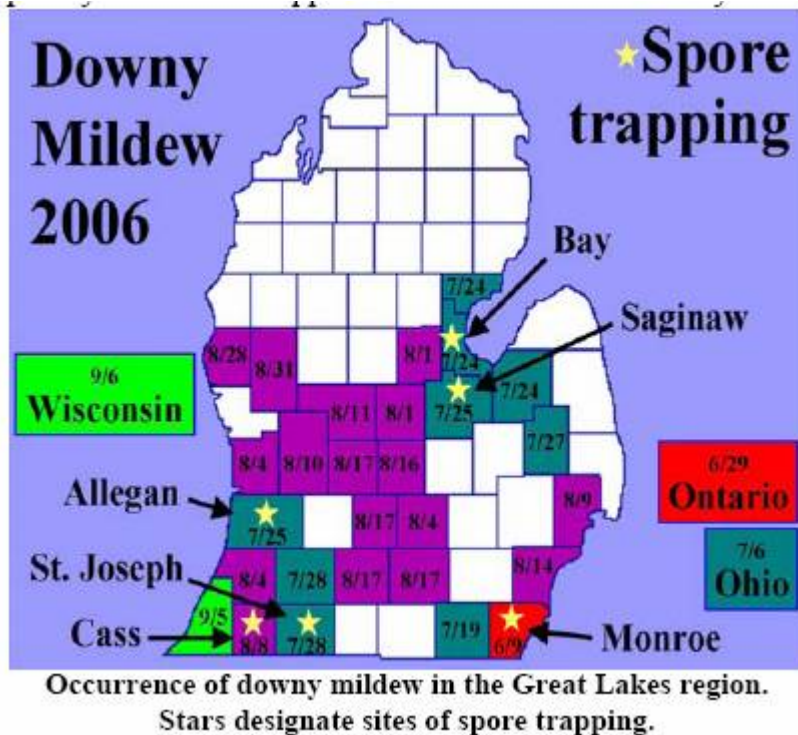 Downy
Mildew
2006
Spore
trapping
Bay
Saginaw
7/24
7/24
8/28
8/31
8/1
9/6
Wisconsin
7/25
7/24
8/11
8/1
7/27
8/4
8/10
8/17
8/16
6/29
Ontario
Allegan
7/25
8/17
8/4
8/9
7/6
Ohio
St. Joseph
8/4
7/28
8/17
8/17
8/14
9/5
Cass
8/8
7/28
7/19
6/9
Monroe
Occurrence of downy mildew in the Great Lakes region.
Stars designate sites of spore trapping.